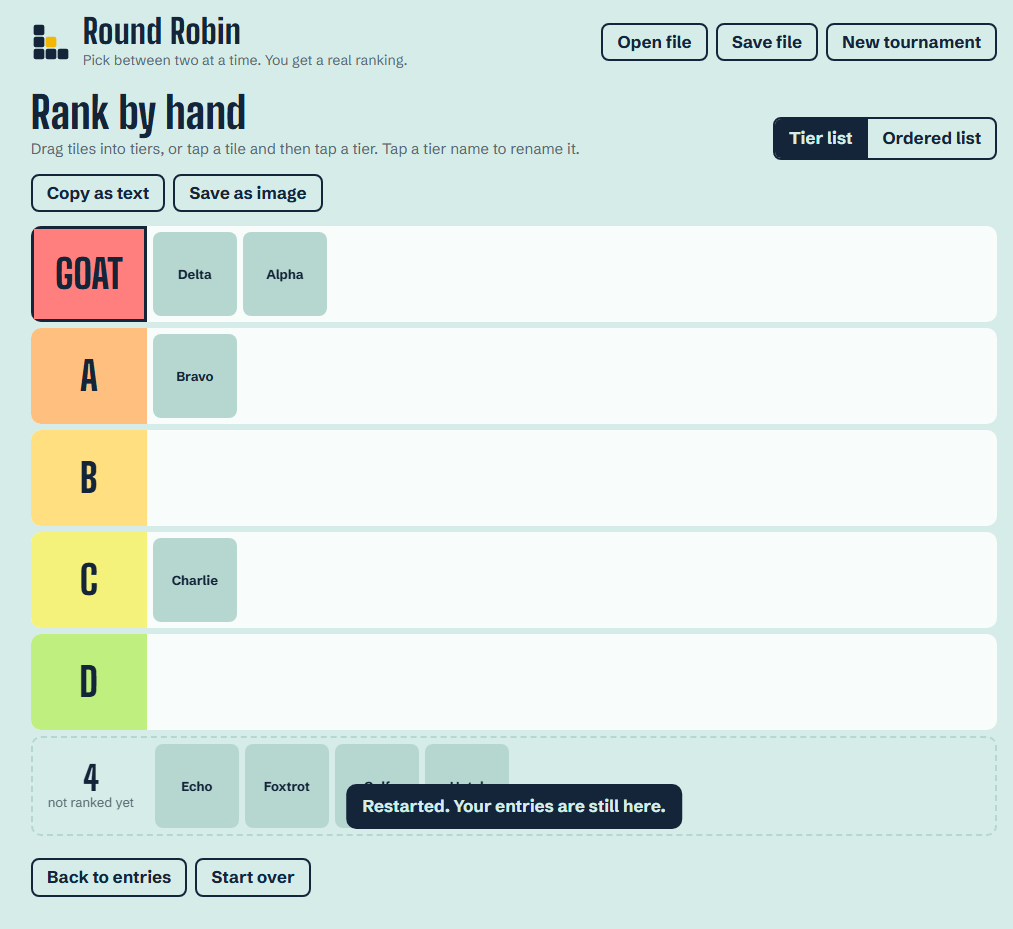 Round Robin
Pick between two at a time. You get a real ranking.
Open file
Save file
New tournament
Rank by hand
Drag tiles into tiers, or tap a tile and then tap a tier. Tap a tier name to rename it.
Tier list
Ordered list
Copy as text
Save as image
GOAT
Delta
Alpha
A
Bravo
B
C
Charlie
D
4
not ranked yet
Echo
Foxtrot
Restarted. Your entries are still here.
Back to entries
Start over